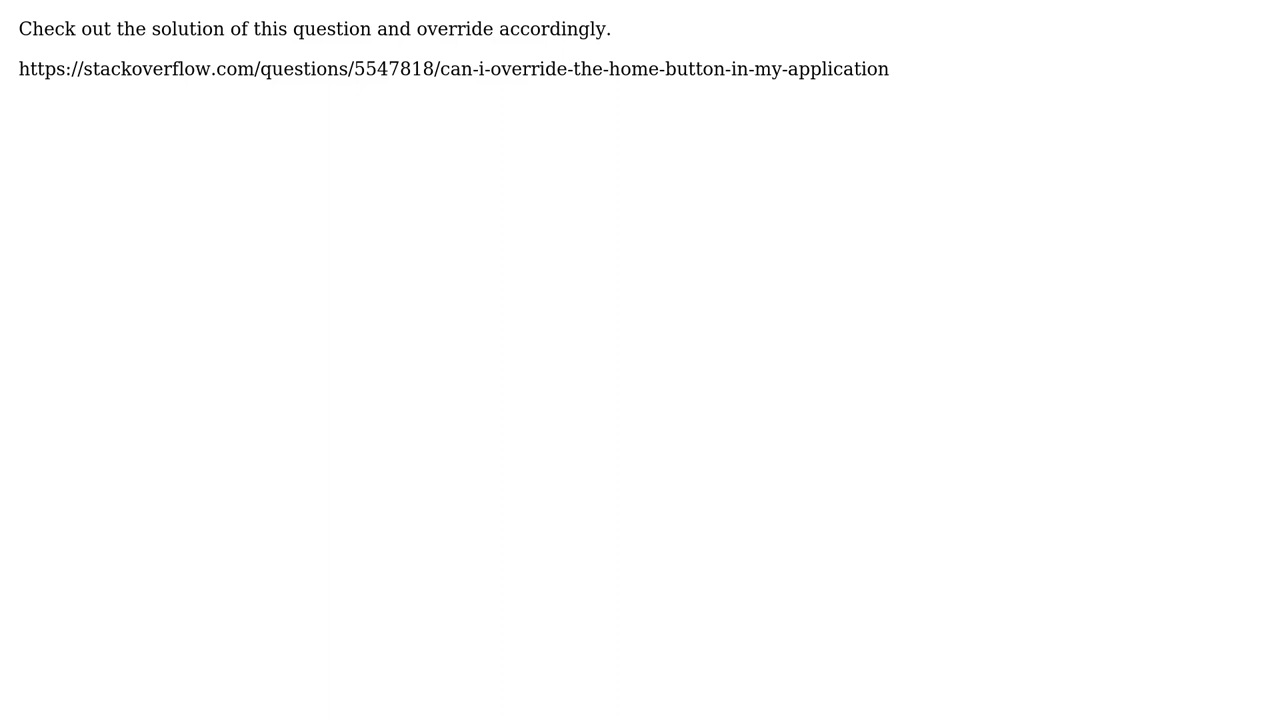 Check out the solution of this question and override accordingly.
https://stackoverflow.com/questions/5547818/can-i-override-the-home-button-in-my-application